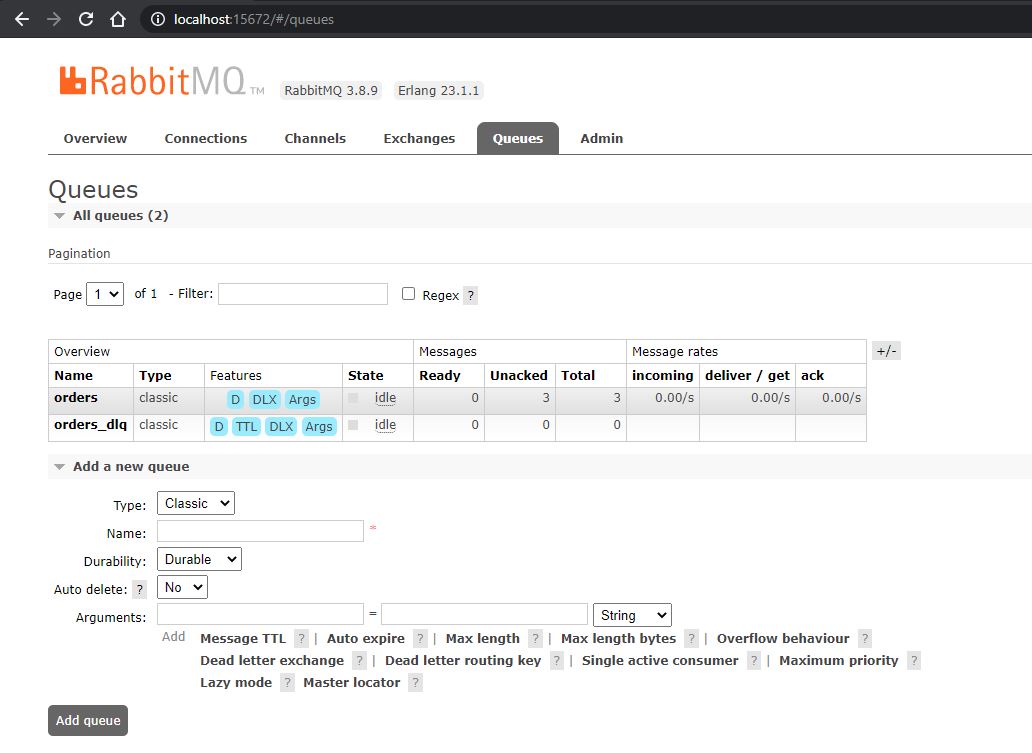 localhost:15672/#/queues
RabbitMQ TM RabbitMQ 3.8.9 Erlang 23.1.1
Overview Connections Channels Exchanges Queues Admin
Queues
All queues (2)
Pagination
Page 1 of 1 - Filter: Regex ?
Overview Messages Message rates +/-
Name Type Features State Ready Unacked Total incoming deliver / get ack
orders classic D DLX Args idle 0 3 3 0.00/s 0.00/s 0.00/s
orders_dlq classic D TTL DLX Args idle 0 0 0
Add a new queue
Type: Classic
Name: *
Durability: Durable
Auto delete: ? No
Arguments: = String
Add Message TTL ? | Auto expire ? | Max length ? | Max length bytes ? | Overflow behaviour ?
Dead letter exchange ? | Dead letter routing key ? | Single active consumer ? | Maximum priority ?
Lazy mode ? Master locator ?
Add queue